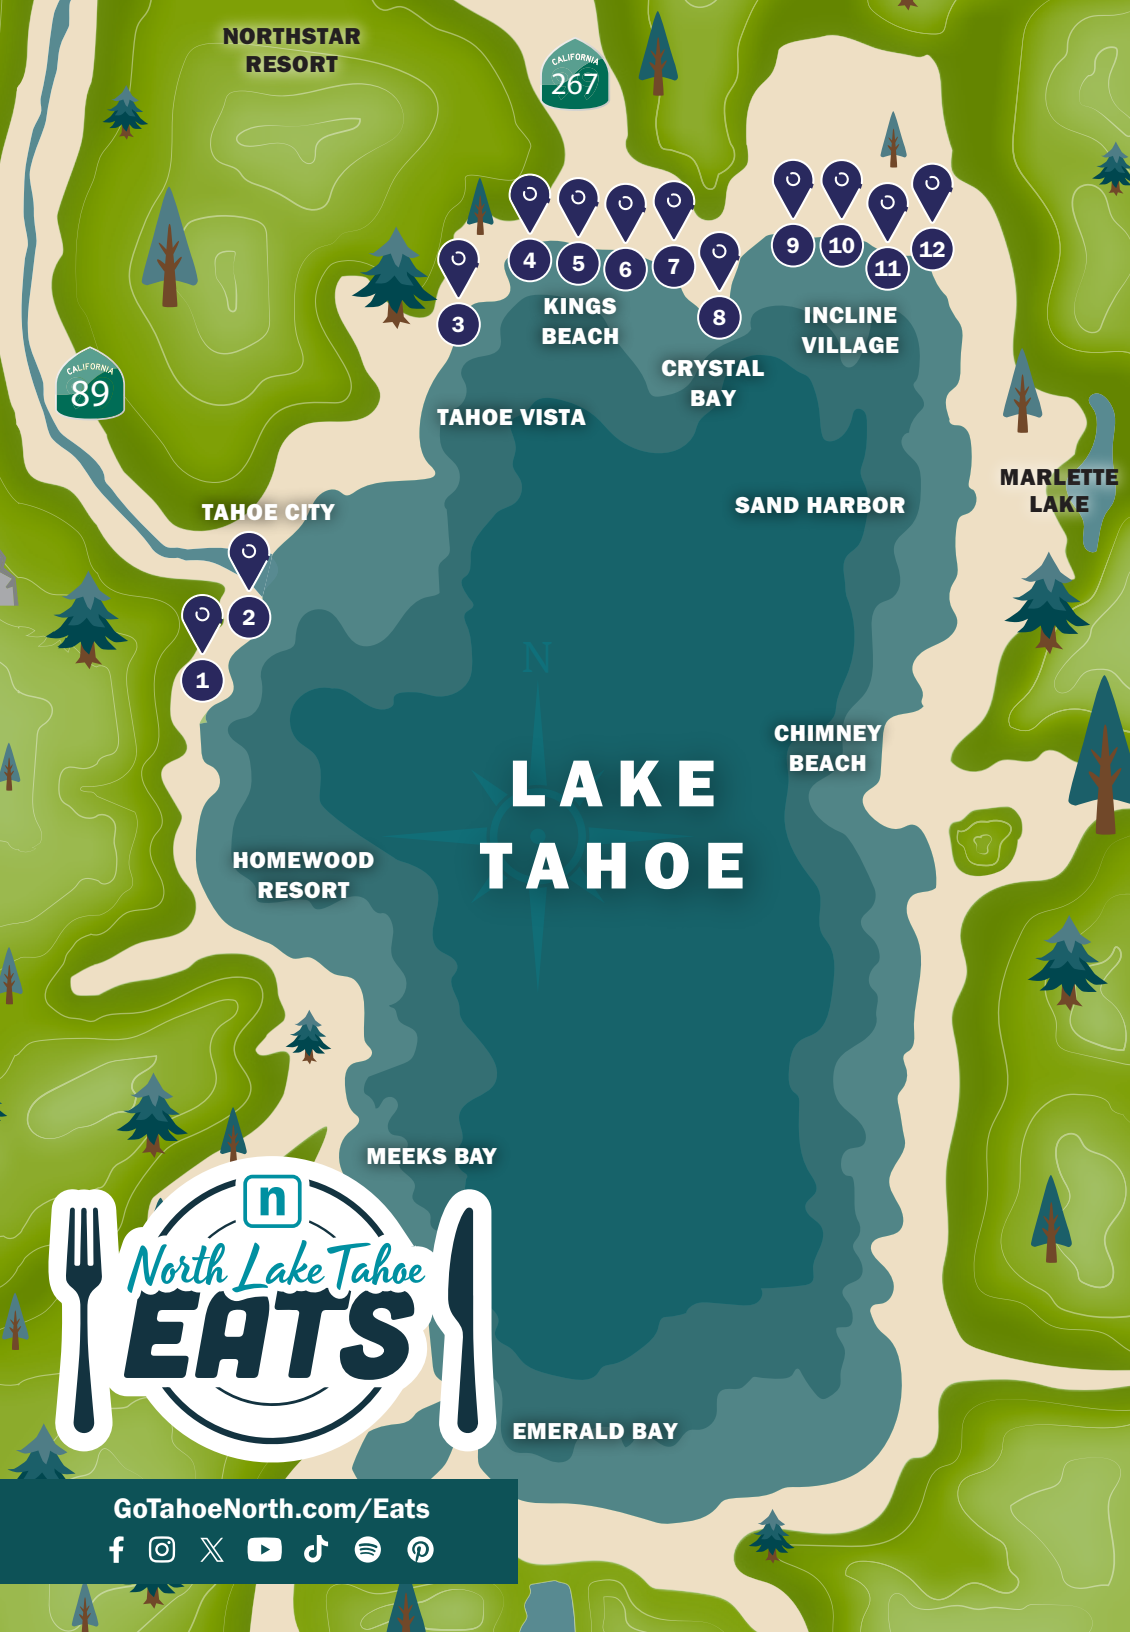 NORTHSTAR
RESORT
CALIFORNIA
267
CALIFORNIA
89
3
4
5
6
7
8
9
10
11
12
KINGS
BEACH
INCLINE
VILLAGE
CRYSTAL
BAY
TAHOE VISTA
MARLETTE
LAKE
SAND HARBOR
TAHOE CITY
2
1
N
CHIMNEY
BEACH
LAKE
TAHOE
HOMEWOOD
RESORT
MEEKS BAY
n
North Lake Tahoe
EATS
EMERALD BAY
GoTahoeNorth.com/Eats